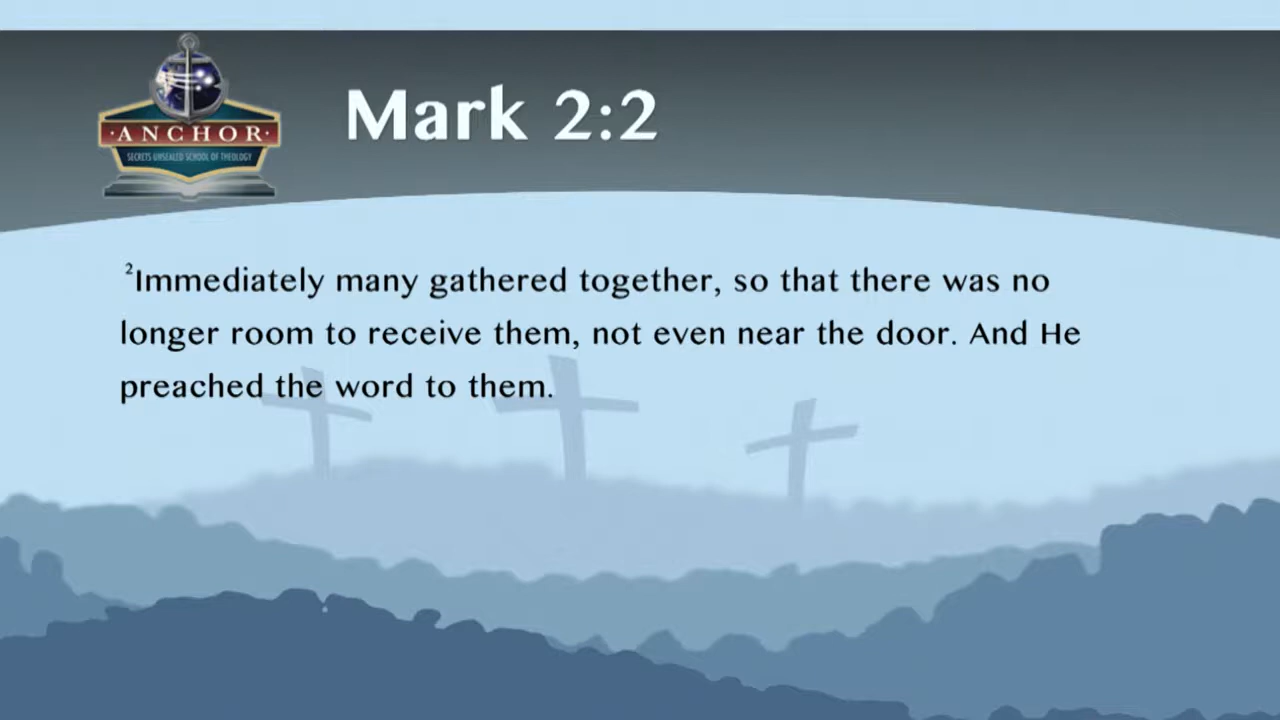 ·ANCHOR·
SECRETS UNSEALED SCHOOL OF THEOLOGY
Mark 2:2
²Immediately many gathered together, so that there was no
longer room to receive them, not even near the door. And He
preached the word to them.